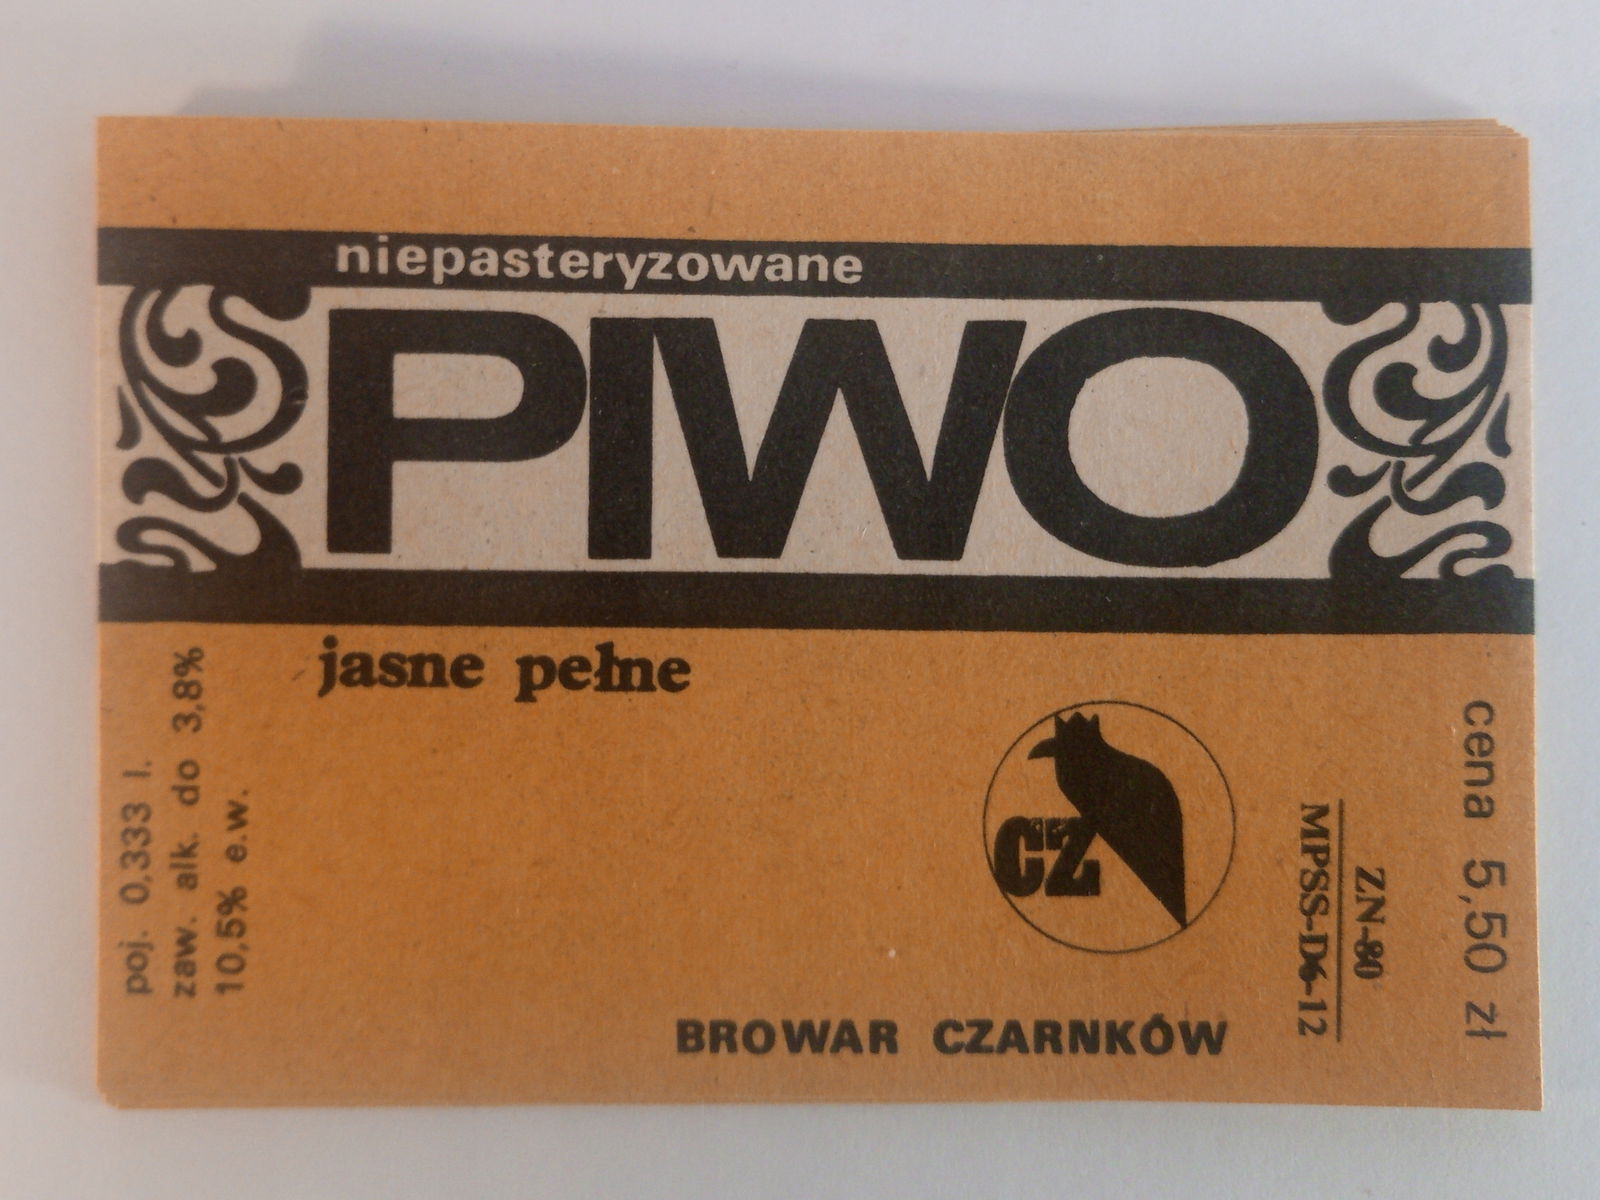 niepasteryzowane
PIWO
jasne pełne
poj. 0,333 l.
zaw. alk. do 3,8%
10,5% e.w.
CZ
BROWAR CZARNKÓW
ZN-80
MPSS-D6-12
cena 5,50 zł